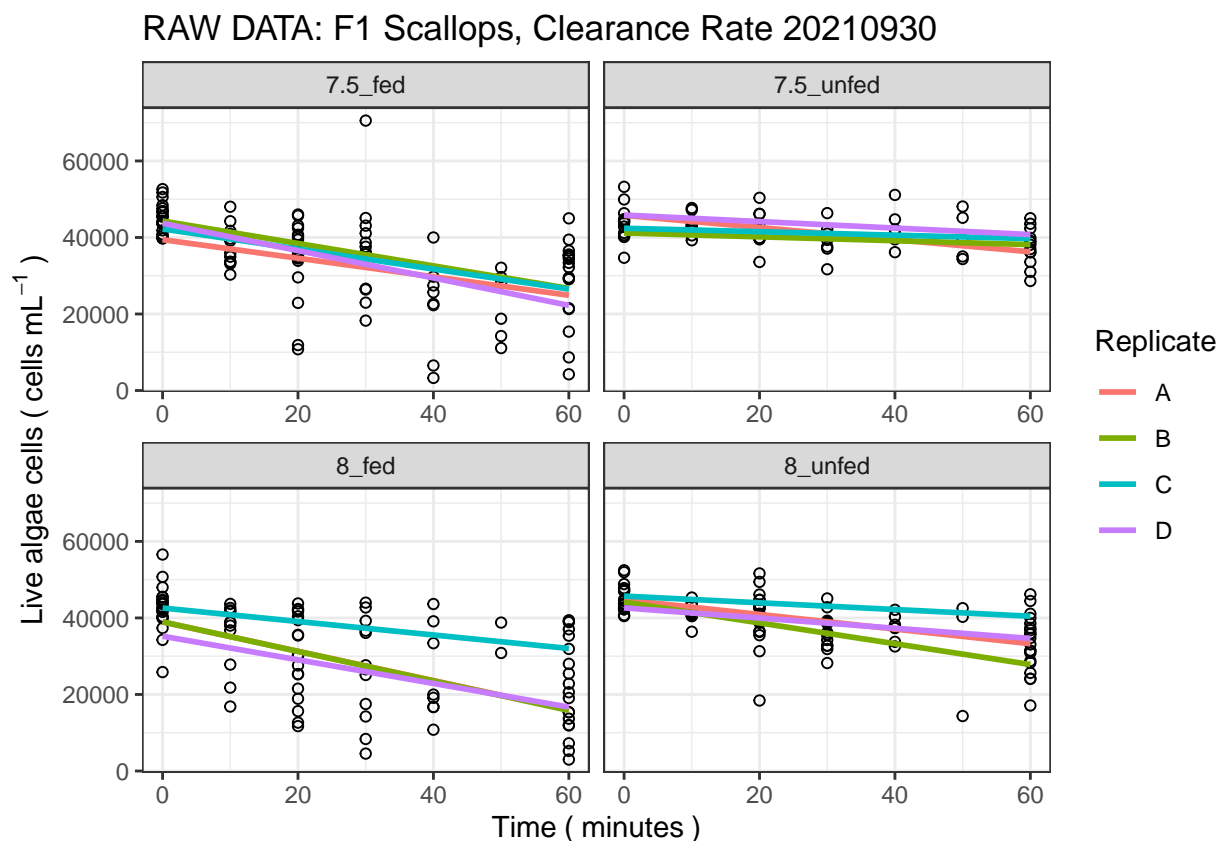 RAW DATA: F1 Scallops, Clearance Rate 20210930
7.5_fed
7.5_unfed
60000
40000
20000
0
0 20 40 60
0 20 40 60
8_fed
8_unfed
60000
40000
20000
0
0 20 40 60
0 20 40 60
Live algae cells ( cells mL⁻¹ )
Time ( minutes )
Replicate
A
B
C
D